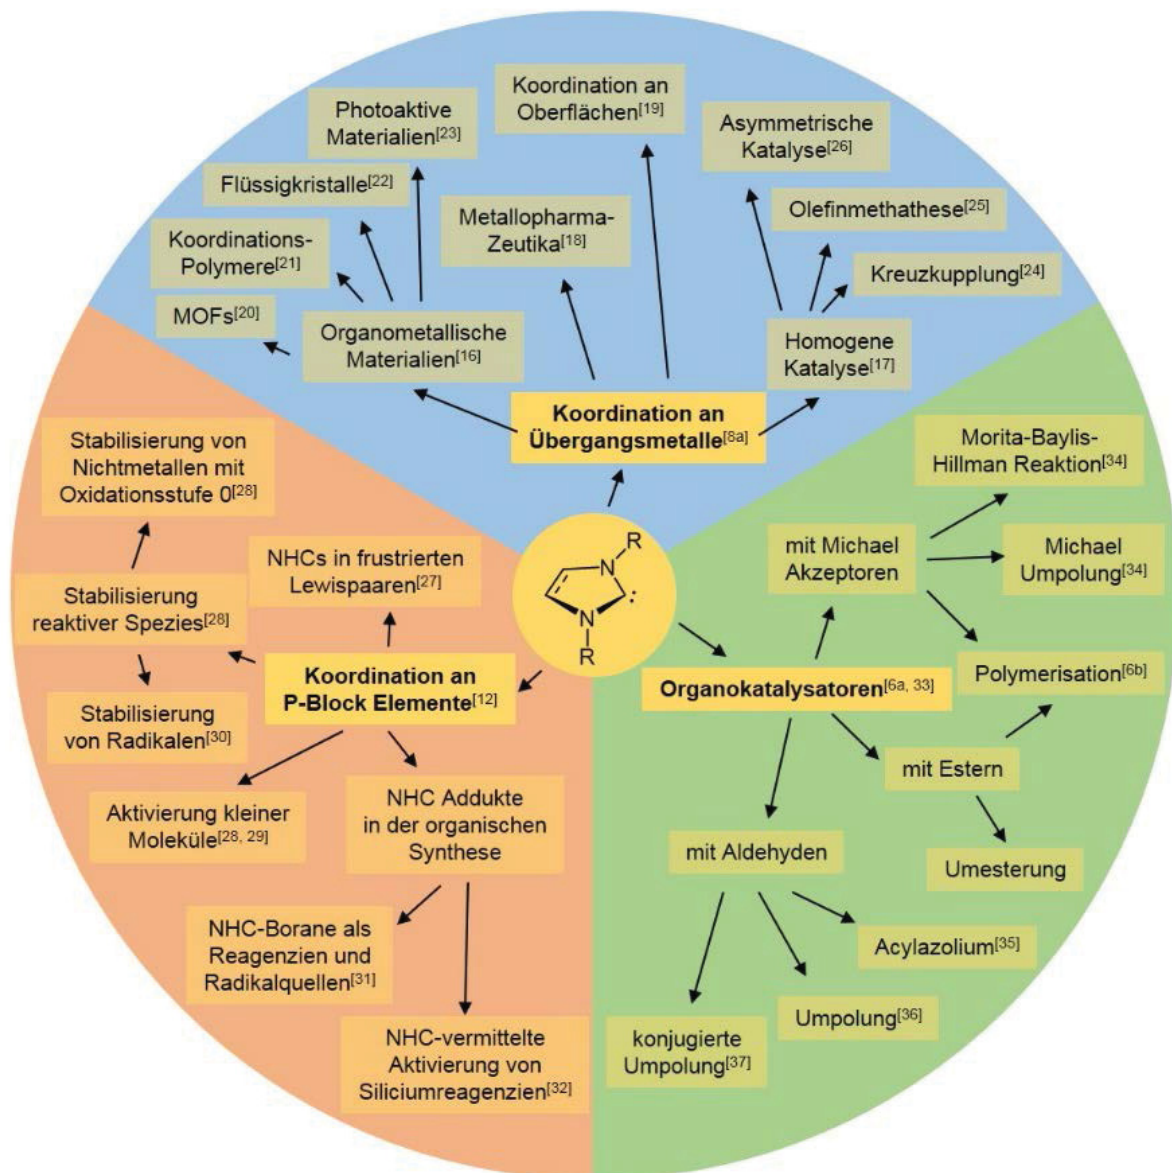 Koordination an
Oberflächen[19]
Photoaktive
Materialien[23]
Asymmetrische
Katalyse[26]
Flüssigkristalle[22]
Olefinmethathese[25]
Metallopharma-
Zeutika[18]
Koordinations-
Polymere[21]
Kreuzkupplung[24]
MOFs[20]
Organometallische
Materialien[16]
Homogene
Katalyse[17]
Koordination an
Übergangsmetalle[8a]
Stabilisierung von
Nichtmetallen mit
Oxidationsstufe 0[28]
NHCs in frustrierten
Lewispaaren[27]
Stabilisierung
reaktiver Spezies[28]
Koordination an
P-Block Elemente[12]
Stabilisierung
von Radikalen[30]
Aktivierung kleiner
Moleküle[28, 29]
NHC Addukte
in der organischen
Synthese
NHC-Borane als
Reagenzien und
Radikalquellen[31]
NHC-vermittelte
Aktivierung von
Siliciumreagenzien[32]
R
N
:
N
R
Morita-Baylis-
Hillman Reaktion[34]
mit Michael
Akzeptoren
Michael
Umpolung[34]
Polymerisation[6b]
Organokatalysatoren[6a, 33]
mit Estern
mit Aldehyden
Umesterung
Acylazolium[35]
Umpolung[36]
konjugierte
Umpolung[37]